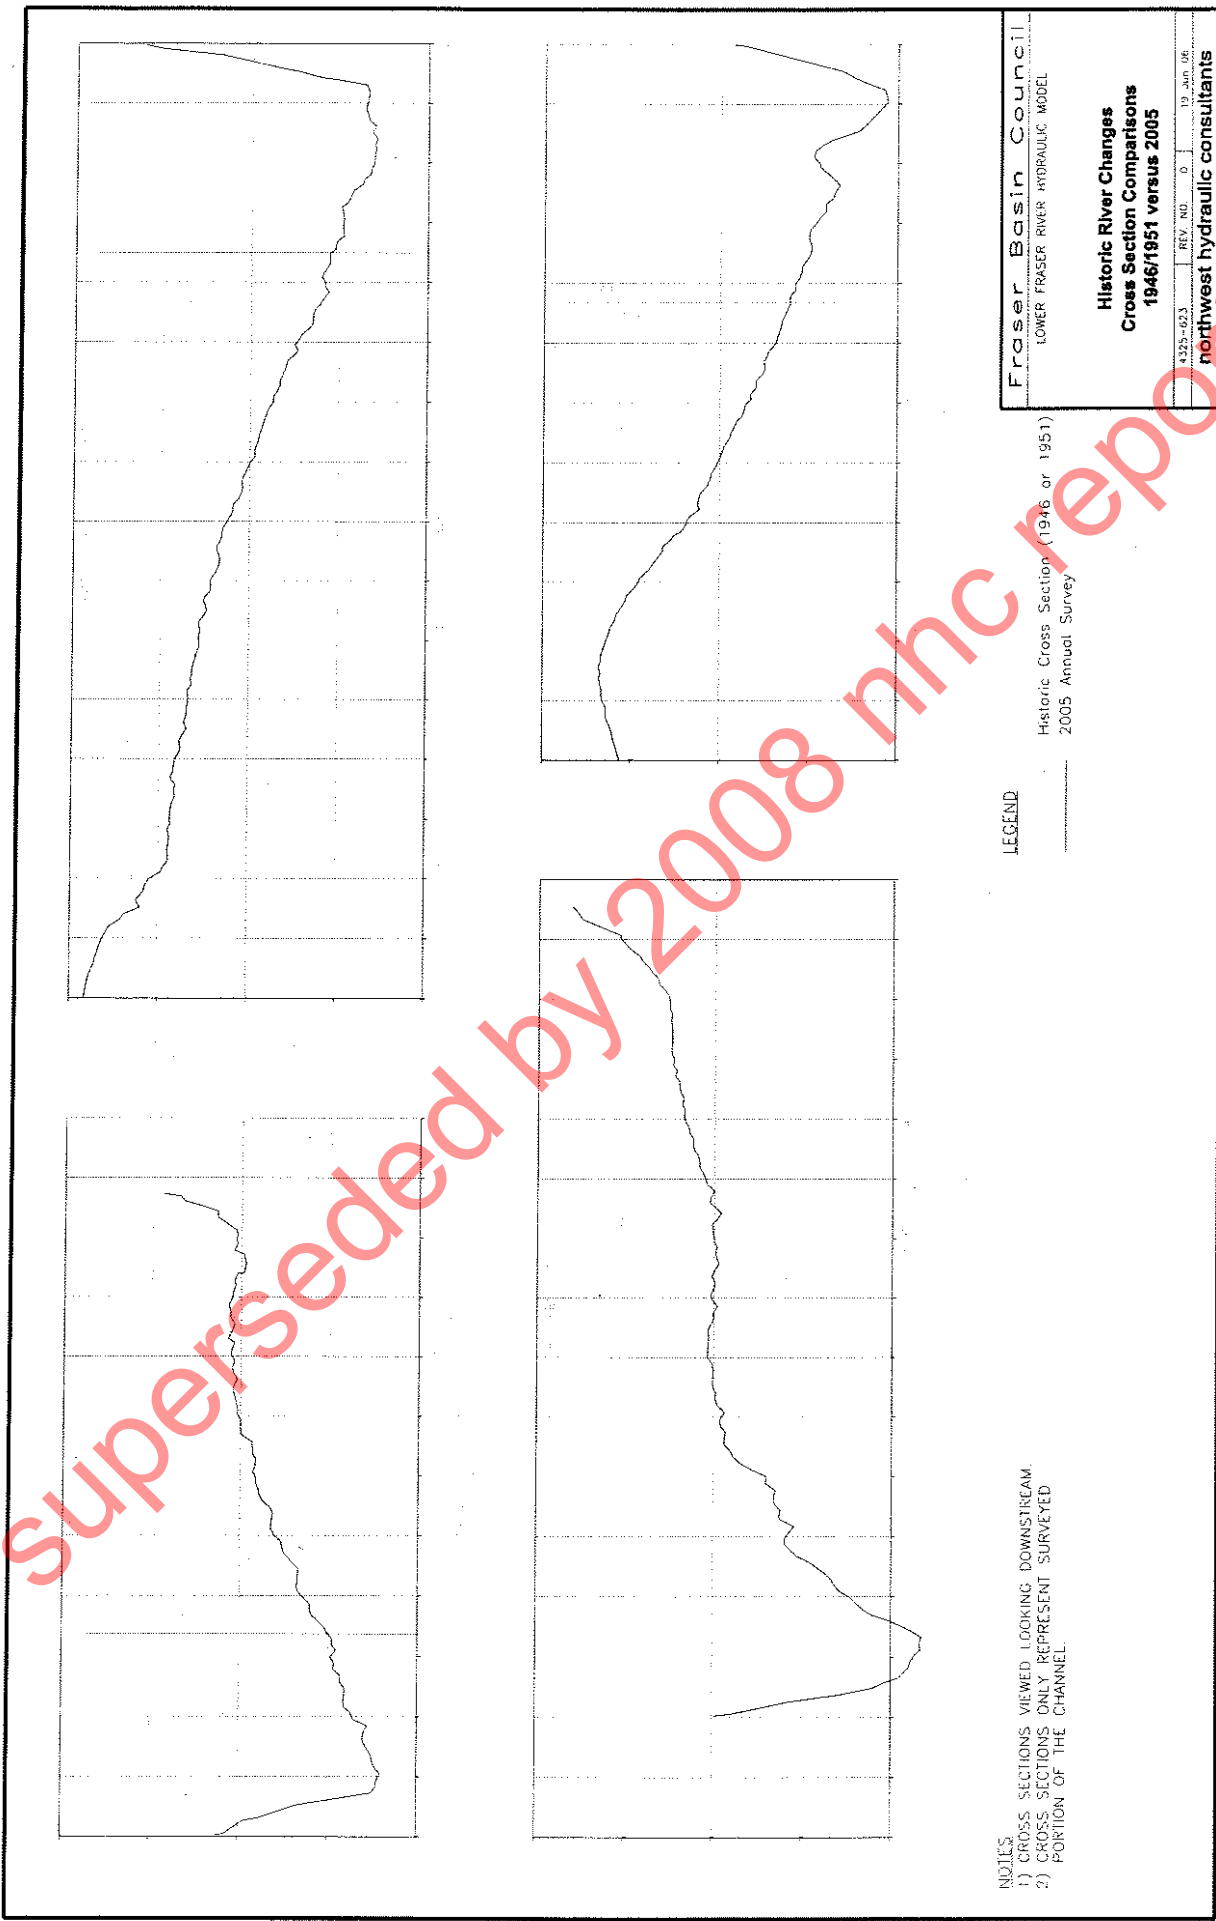 NOTES
1) CROSS SECTIONS VIEWED LOOKING DOWNSTREAM.
2) CROSS SECTIONS ONLY REPRESENT SURVEYED
PORTION OF THE CHANNEL.
LEGEND
Historic Cross Section (1946 or 1951)
2005 Annual Survey
Fraser Basin Council
LOWER FRASER RIVER HYDRAULIC MODEL
Historic River Changes
Cross Section Comparisons
1946/1951 versus 2005
4325-623 REV. NO. 0 19 Jun 06
northwest hydraulic consultants
superseded by 2008 nhc repo